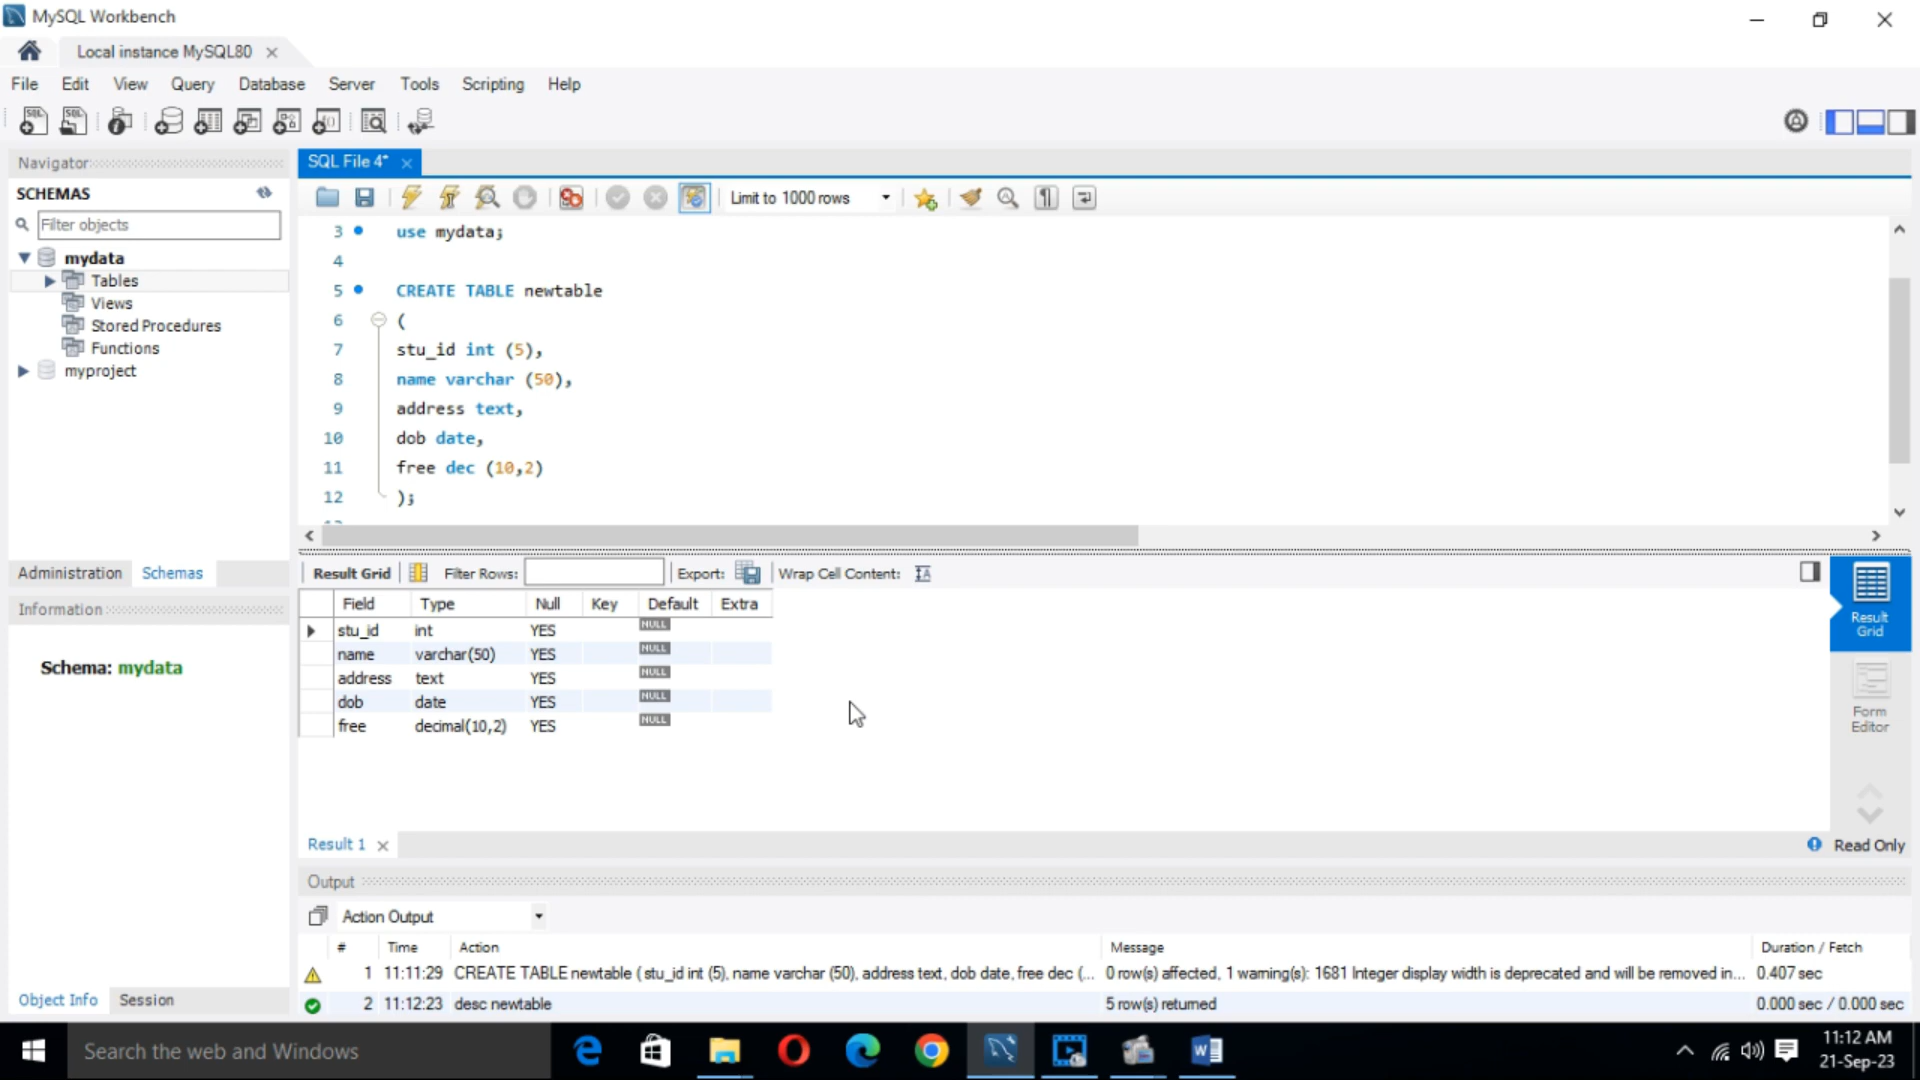 MySQL Workbench
Local instance MySQL80
File Edit View Query Database Server Tools Scripting Help
Navigator
SQL File 4*
SCHEMAS
Limit to 1000 rows
Filter objects
mydata
Tables
Views
Stored Procedures
Functions
myproject
3 use mydata;
4
5 CREATE TABLE newtable
6 (
7 stu_id int (5),
8 name varchar (50),
9 address text,
10 dob date,
11 free dec (10,2)
12 );
Administration Schemas
Information
Schema: mydata
Result Grid Filter Rows: Export: Wrap Cell Content:
Field Type Null Key Default Extra
stu_id int YES NULL
name varchar(50) YES NULL
address text YES NULL
dob date YES NULL
free decimal(10,2) YES NULL
Result
Grid
Form
Editor
Result 1
Read Only
Output
Action Output
# Time Action Message Duration / Fetch
1 11:11:29 CREATE TABLE newtable ( stu_id int (5), name varchar (50), address text, dob date, free dec (... 0 row(s) affected, 1 warning(s): 1681 Integer display width is deprecated and will be removed in... 0.407 sec
2 11:12:23 desc newtable 5 row(s) returned 0.000 sec / 0.000 sec
Object Info Session
Search the web and Windows
11:12 AM
21-Sep-23